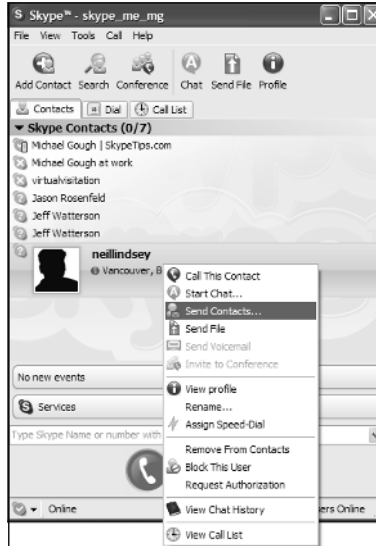 S Skype™ - skype_me_mg
File View Tools Call Help
Add Contact Search Conference Chat Send File Profile
Contacts Dial Call List
Skype Contacts (0/7)
Michael Gough | SkypeTips.com
Michael Gough at work
virtualvisitation
Jason Rosenfeld
Jeff Watterson
Jeff Watterson
neillindsey
Vancouver, B
Call This Contact
Start Chat...
Send Contacts...
Send File
Send Voicemail
Invite to Conference
View profile
Rename...
Assign Speed-Dial
Remove From Contacts
Block This User
Request Authorization
View Chat History
View Call List
No new events
S Services
Type Skype Name or number with
Online
ers Online